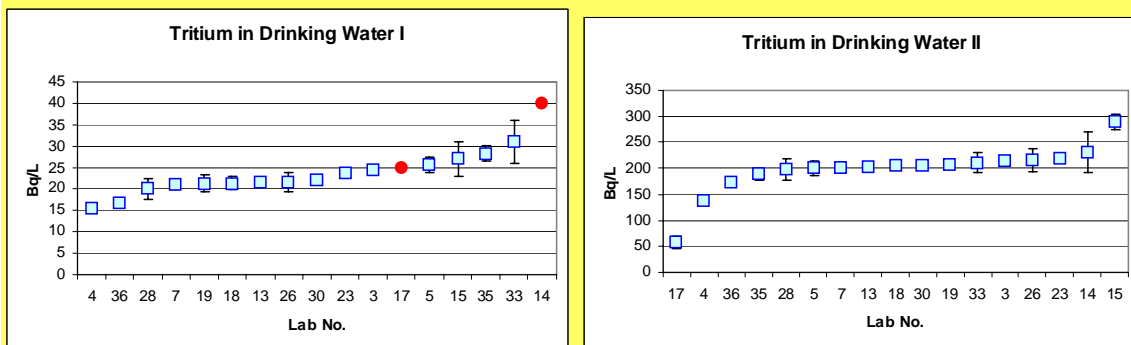 Tritium in Drinking Water I
Bq/L
45
40
35
30
25
20
15
10
5
0
4 36 28 7 19 18 13 26 30 23 3 17 5 15 35 33 14
Lab No.
Tritium in Drinking Water II
Bq/L
350
300
250
200
150
100
50
0
17 4 36 35 28 5 7 13 18 30 19 33 3 26 23 14 15
Lab No.